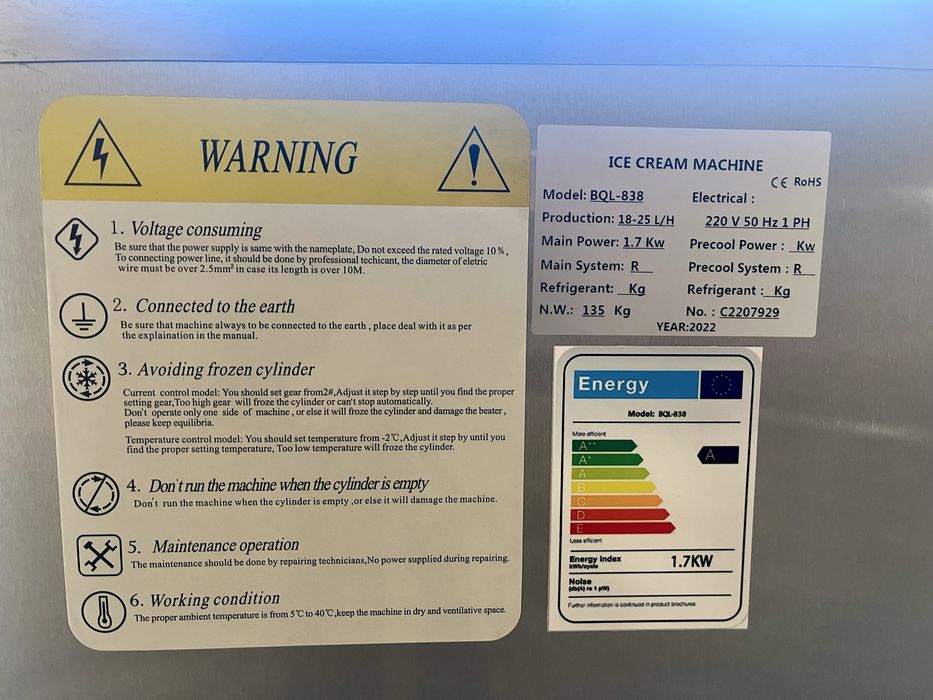 WARNING
1. Voltage consuming
Be sure that the power supply is same with the nameplate, Do not exceed the rated voltage 10%,
To connecting power line, it should be done by professional techicant, the diameter of eletric
wire must be over 2.5mm² in case its length is over 10M.
2. Connected to the earth
Be sure that machine always to be connected to the earth, place deal with it as per
the explaination in the manual.
3. Avoiding frozen cylinder
Current control model: You should set gear from2#,Adjust it step by step until you find the proper
setting gear,Too high gear will froze the cylinder or can't stop automatically.
Don't operate only one side of machine, or else it will froze the cylinder and damage the beater,
please keep equilibria.
Temperature control model: You should set temperature from -2℃,Adjust it step by until you
find the proper setting temperature, Too low temperature will froze the cylinder.
4. Don't run the machine when the cylinder is empty
Don't run the machine when the cylinder is empty ,or else it will damage the machine.
5. Maintenance operation
The maintenance should be done by repairing technicians,No power supplied during repairing.
6. Working condition
The proper ambient temperature is from 5℃ to 40℃,keep the machine in dry and ventilative space.
ICE CREAM MACHINE
CE RoHS
Model: BQL-838 Electrical :
Production: 18-25 L/H 220 V 50 Hz 1 PH
Main Power: 1.7 Kw Precool Power : Kw
Main System: R Precool System : R
Refrigerant: Kg Refrigerant : Kg
N.W.: 135 Kg No. : C2207929
YEAR:2022
Energy
Model: BQL-838
More efficient
A++
A+
A
A
B
C
D
E
Less efficient
Energy index 1.7KW
kWh/cycle
Noise
(db(A) re 1 pW)
Further information is continued in product brochures